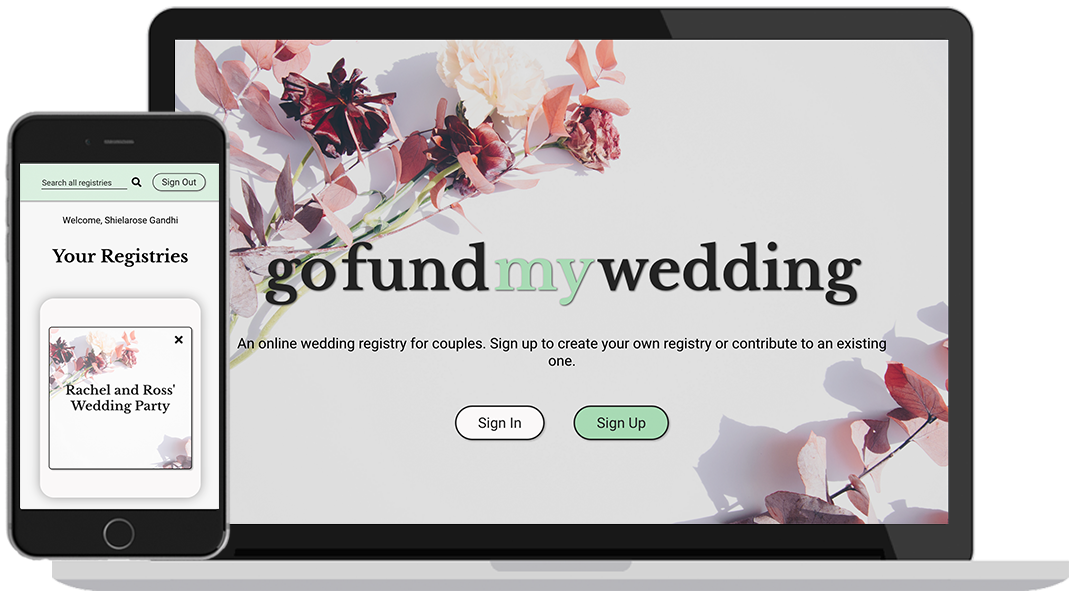 Search all registries
Sign Out
Welcome, Shielarose Gandhi
Your Registries
Rachel and Ross'
Wedding Party
gofundmywedding
An online wedding registry for couples. Sign up to create your own registry or contribute to an existing
one.
Sign In
Sign Up